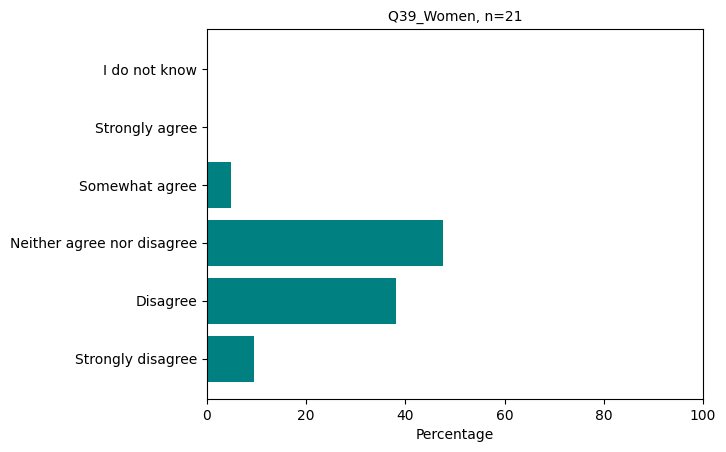 Q39_Women, n=21
I do not know
Strongly agree
Somewhat agree
Neither agree nor disagree
Disagree
Strongly disagree
0 20 40 60 80 100
Percentage